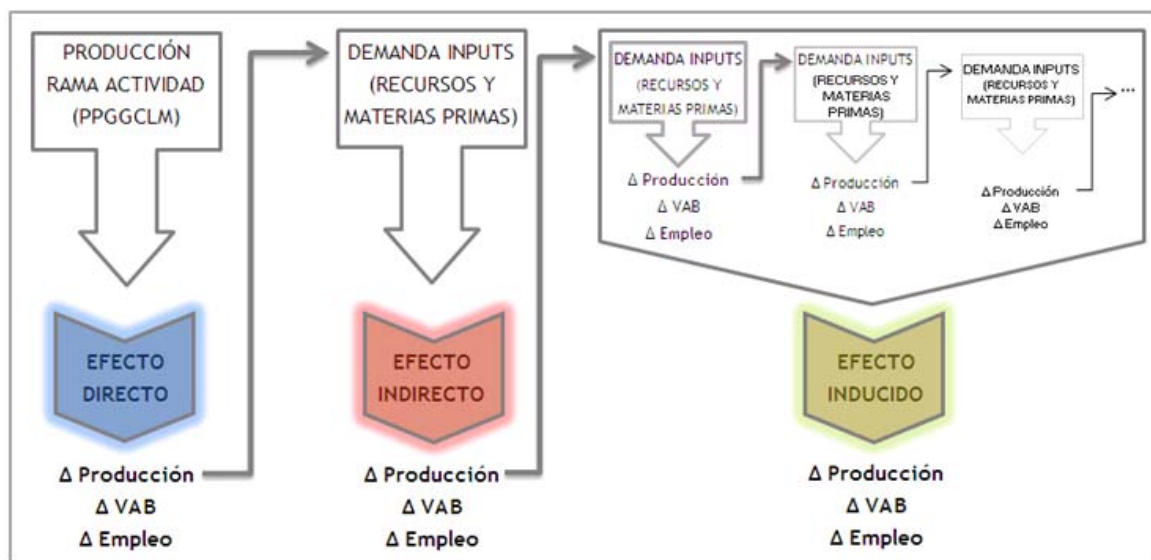 PRODUCCIÓN
RAMA ACTIVIDAD
(PPGGCLM)
EFECTO
DIRECTO
Δ Producción
Δ VAB
Δ Empleo
DEMANDA INPUTS
(RECURSOS Y
MATERIAS PRIMAS)
EFECTO
INDIRECTO
Δ Producción
Δ VAB
Δ Empleo
DEMANDA INPUTS
(RECURSOS Y
MATERIAS PRIMAS)
Δ Producción
Δ VAB
Δ Empleo
DEMANDA INPUTS
(RECURSOS Y
MATERIAS
PRIMAS)
Δ Producción
Δ VAB
Δ Empleo
DEMANDA INPUTS
(RECURSOS Y
MATERIAS PRIMAS)
Δ Producción
Δ VAB
Δ Empleo
...
EFECTO
INDUCIDO
Δ Producción
Δ VAB
Δ Empleo